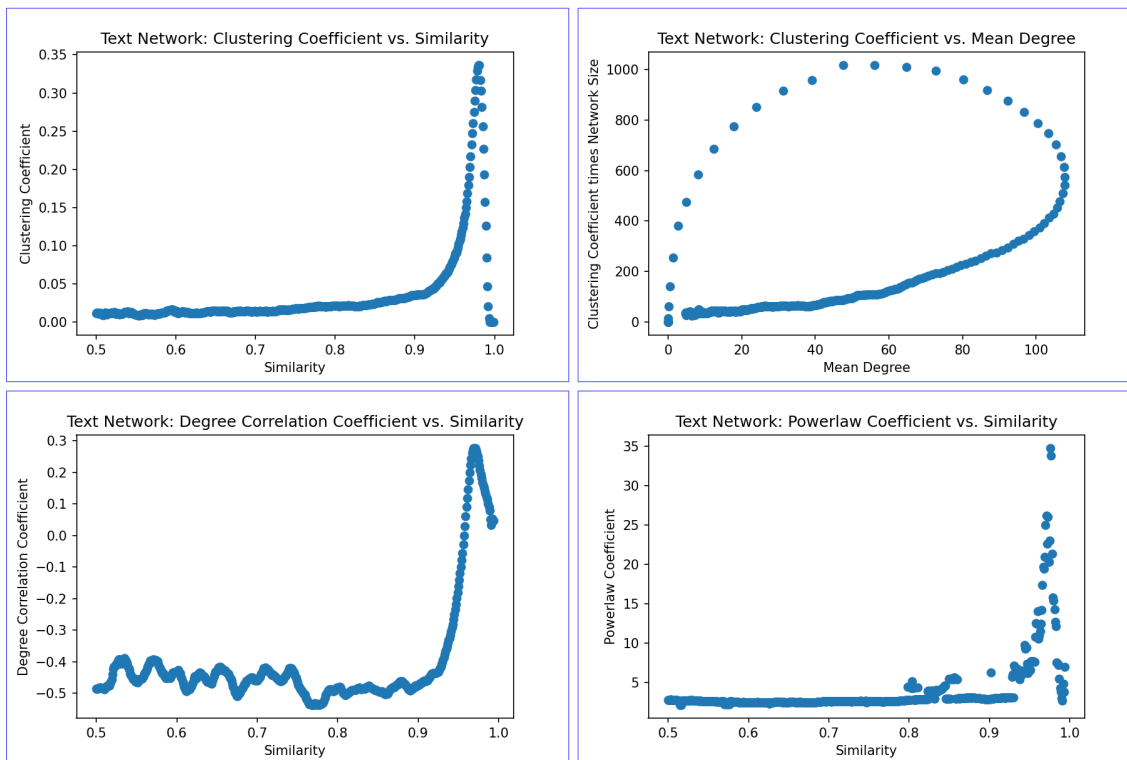 Text Network: Clustering Coefficient vs. Similarity
0.35
0.30
0.25
0.20
0.15
0.10
0.05
0.00
Clustering Coefficient
0.5 0.6 0.7 0.8 0.9 1.0
Similarity
Text Network: Clustering Coefficient vs. Mean Degree
1000
800
600
400
200
0
Clustering Coefficient times Network Size
0 20 40 60 80 100
Mean Degree
Text Network: Degree Correlation Coefficient vs. Similarity
0.3
0.2
0.1
0.0
−0.1
−0.2
−0.3
−0.4
−0.5
Degree Correlation Coefficient
0.5 0.6 0.7 0.8 0.9 1.0
Similarity
Text Network: Powerlaw Coefficient vs. Similarity
35
30
25
20
15
10
5
Powerlaw Coefficient
0.5 0.6 0.7 0.8 0.9 1.0
Similarity